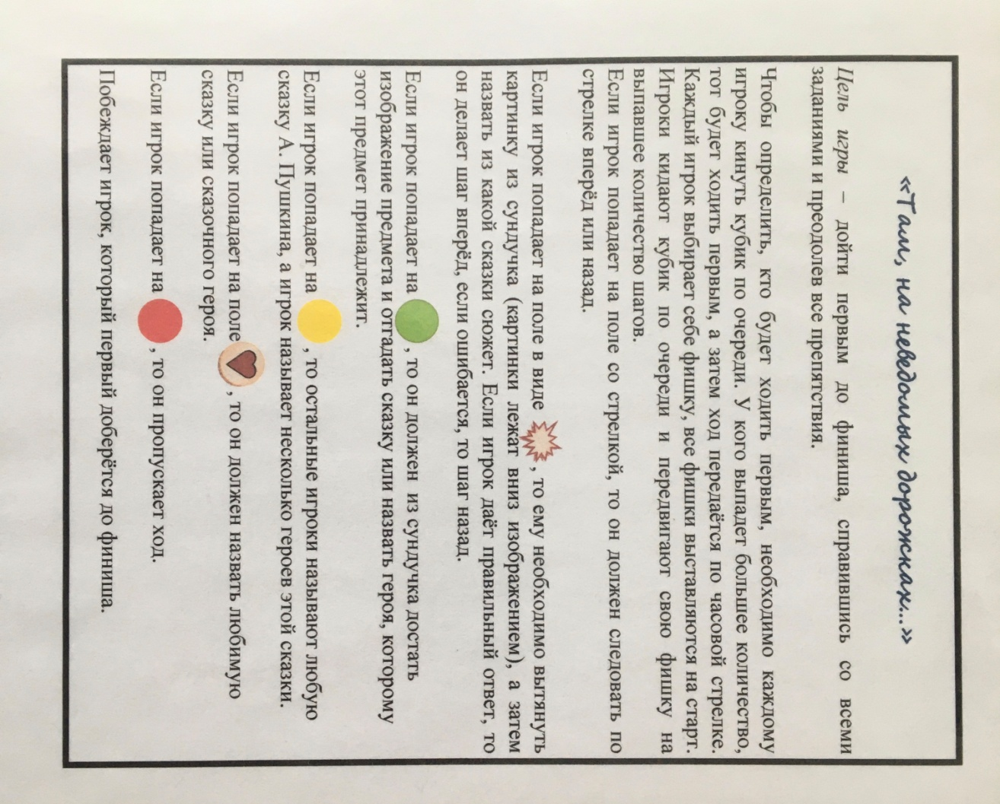 «Там, на неведомых дорожках...»
Цель игры – дойти первым до финиша, справившись со всеми
заданиями и преодолев все препятствия.
Чтобы определить, кто будет ходить первым, необходимо каждому
игроку кинуть кубик по очереди. У кого выпадет большее количество,
тот будет ходить первым, а затем ход передаётся по часовой стрелке.
Каждый игрок выбирает себе фишку, все фишки выставляются на старт.
Игроки кидают кубик по очереди и передвигают свою фишку на
выпавшее количество шагов.
Если игрок попадает на поле со стрелкой, то он должен следовать по
стрелке вперёд или назад.
Если игрок попадает на поле в виде , то ему необходимо вытянуть
картинку из сундучка (картинки лежат вниз изображением), а затем
назвать из какой сказки сюжет. Если игрок даёт правильный ответ, то
он делает шаг вперёд, если ошибается, то шаг назад.
Если игрок попадает на , то он должен из сундучка достать
изображение предмета и отгадать сказку или назвать героя, которому
этот предмет принадлежит.
Если игрок попадает на , то остальные игроки называют любую
сказку А. Пушкина, а игрок называет несколько героев этой сказки.
Если игрок попадает на поле , то он должен назвать любимую
сказку или сказочного героя.
Если игрок попадает на , то он пропускает ход.
Побеждает игрок, который первый доберётся до финиша.